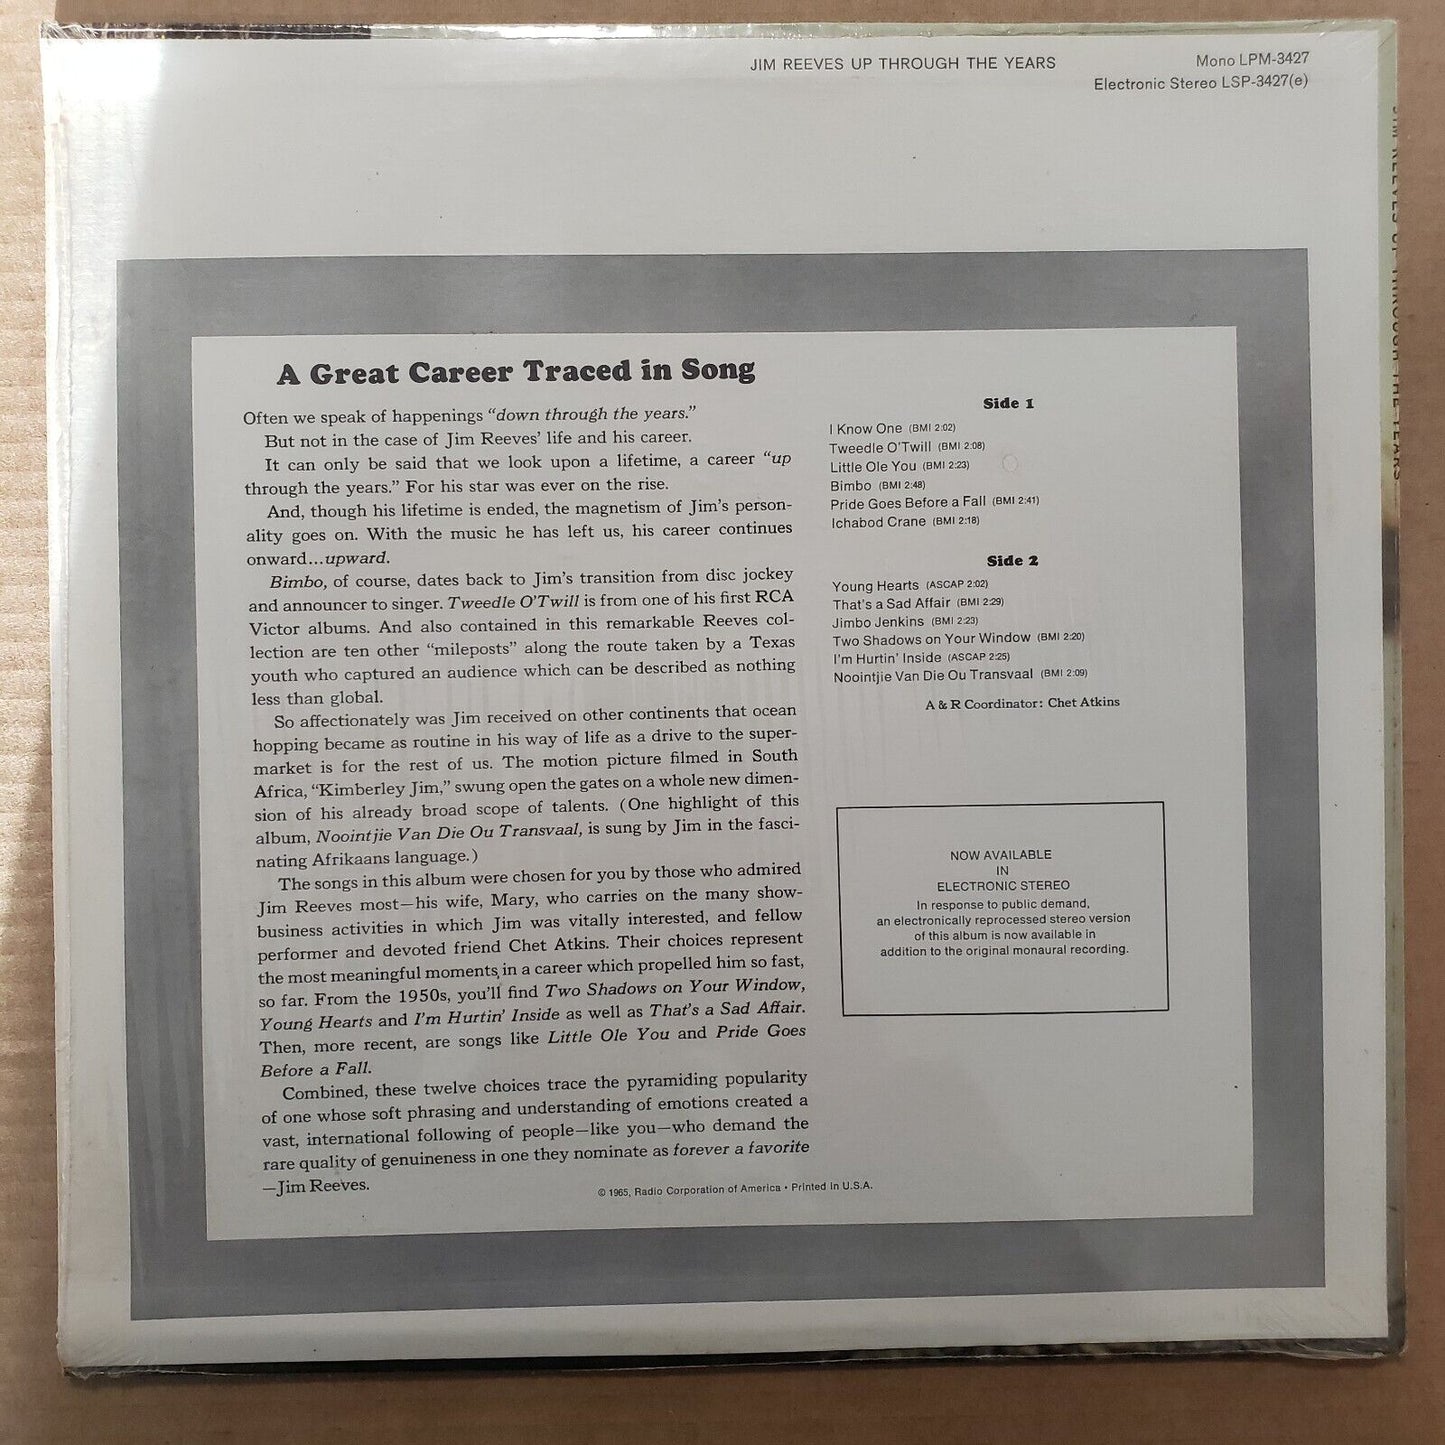 JIM REEVES UP THROUGH THE YEARS
Mono LPM-3427
Electronic Stereo LSP-3427(e)
JIM REEVES UP THROUGH THE YEARS
A Great Career Traced in Song
Often we speak of happenings “down through the years.”
But not in the case of Jim Reeves’ life and his career.
It can only be said that we look upon a lifetime, a career “up
through the years.” For his star was ever on the rise.
And, though his lifetime is ended, the magnetism of Jim’s person-
ality goes on. With the music he has left us, his career continues
onward...upward.
Bimbo, of course, dates back to Jim’s transition from disc jockey
and announcer to singer. Tweedle O’Twill is from one of his first RCA
Victor albums. And also contained in this remarkable Reeves col-
lection are ten other “mileposts” along the route taken by a Texas
youth who captured an audience which can be described as nothing
less than global.
So affectionately was Jim received on other continents that ocean
hopping became as routine in his way of life as a drive to the super-
market is for the rest of us. The motion picture filmed in South
Africa, “Kimberley Jim,” swung open the gates on a whole new dimen-
sion of his already broad scope of talents. (One highlight of this
album, Noointjie Van Die Ou Transvaal, is sung by Jim in the fasci-
nating Afrikaans language.)
The songs in this album were chosen for you by those who admired
Jim Reeves most—his wife, Mary, who carries on the many show-
business activities in which Jim was vitally interested, and fellow
performer and devoted friend Chet Atkins. Their choices represent
the most meaningful moments in a career which propelled him so fast,
so far. From the 1950s, you’ll find Two Shadows on Your Window,
Young Hearts and I’m Hurtin’ Inside as well as That’s a Sad Affair.
Then, more recent, are songs like Little Ole You and Pride Goes
Before a Fall.
Combined, these twelve choices trace the pyramiding popularity
of one whose soft phrasing and understanding of emotions created a
vast, international following of people—like you—who demand the
rare quality of genuineness in one they nominate as forever a favorite
—Jim Reeves.
Side 1
I Know One (BMI 2:02)
Tweedle O’Twill (BMI 2:08)
Little Ole You (BMI 2:23)
Bimbo (BMI 2:48)
Pride Goes Before a Fall (BMI 2:41)
Ichabod Crane (BMI 2:18)
Side 2
Young Hearts (ASCAP 2:02)
That’s a Sad Affair (BMI 2:29)
Jimbo Jenkins (BMI 2:23)
Two Shadows on Your Window (BMI 2:20)
I’m Hurtin’ Inside (ASCAP 2:25)
Noointjie Van Die Ou Transvaal (BMI 2:09)
A & R Coordinator: Chet Atkins
NOW AVAILABLE
IN
ELECTRONIC STEREO
In response to public demand,
an electronically reprocessed stereo version
of this album is now available in
addition to the original monaural recording.
© 1965, Radio Corporation of America • Printed in U.S.A.